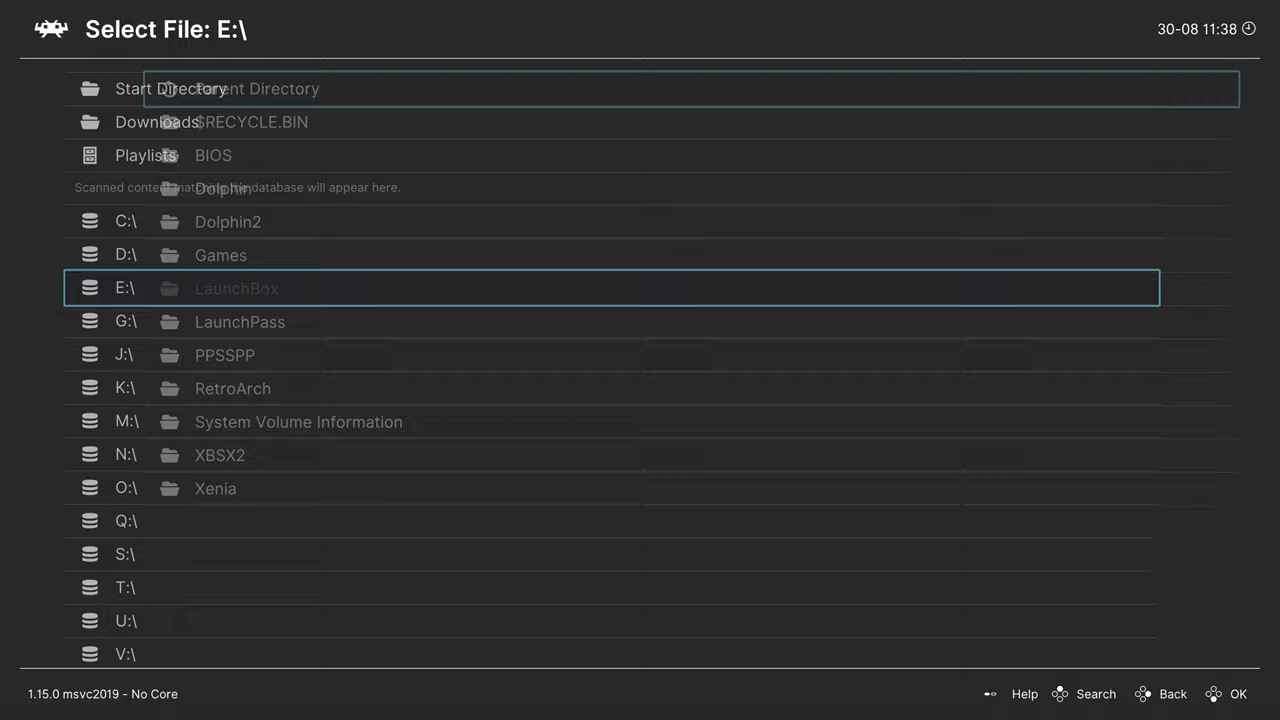 Select File: E:\
30-08 11:38
Start Directory
Parent Directory
Downloads
$RECYCLE.BIN
Playlists
BIOS
Scanned content matching the database will appear here.
Dolphin
C:\
Dolphin2
D:\
Games
E:\
LaunchBox
G:\
LaunchPass
J:\
PPSSPP
K:\
RetroArch
M:\
System Volume Information
N:\
XBSX2
O:\
Xenia
Q:\
S:\
T:\
U:\
V:\
1.15.0 msvc2019 - No Core
Help
Search
Back
OK